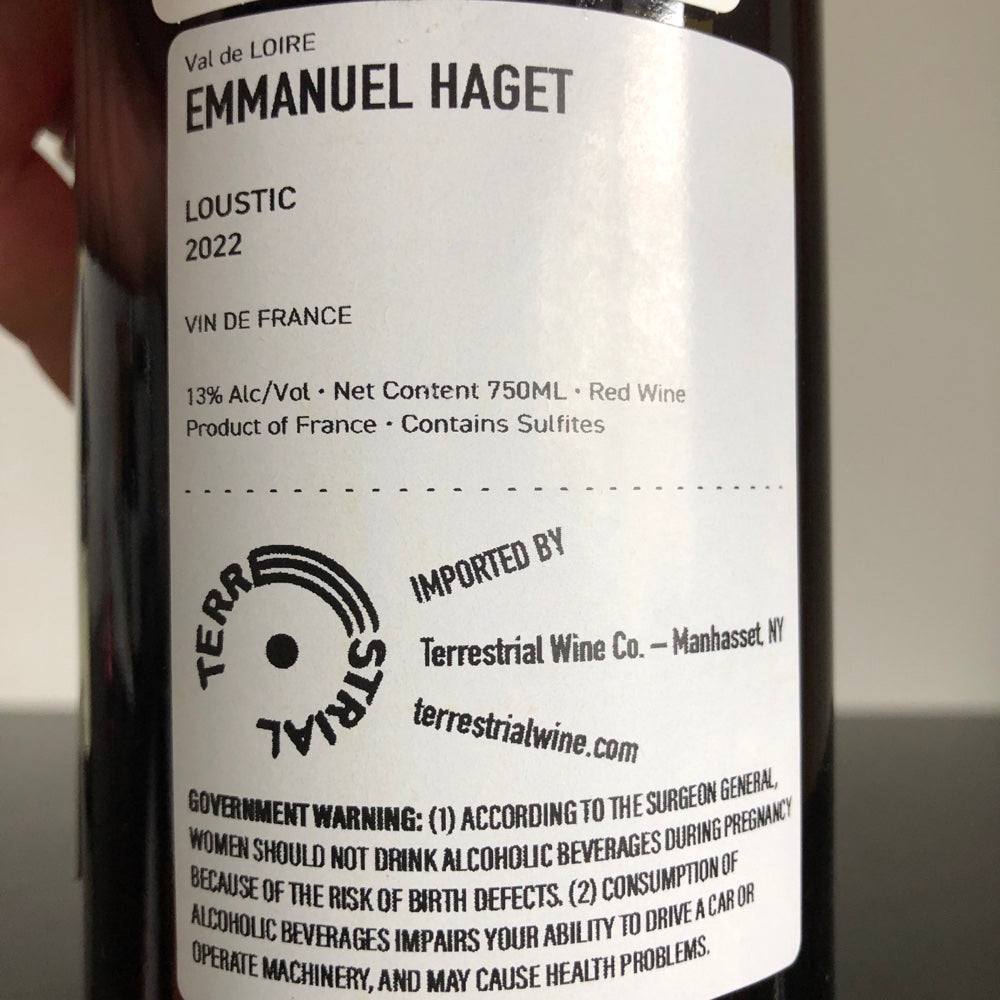 Val de LOIRE
EMMANUEL HAGET
LOUSTIC
2022
VIN DE FRANCE
13% Alc/Vol • Net Content 750ML • Red Wine
Product of France • Contains Sulfites
TERRESTRIAL
IMPORTED BY
Terrestrial Wine Co. – Manhasset, NY
terrestrialwine.com
GOVERNMENT WARNING: (1) ACCORDING TO THE SURGEON GENERAL,
WOMEN SHOULD NOT DRINK ALCOHOLIC BEVERAGES DURING PREGNANCY
BECAUSE OF THE RISK OF BIRTH DEFECTS. (2) CONSUMPTION OF
ALCOHOLIC BEVERAGES IMPAIRS YOUR ABILITY TO DRIVE A CAR OR
OPERATE MACHINERY, AND MAY CAUSE HEALTH PROBLEMS.